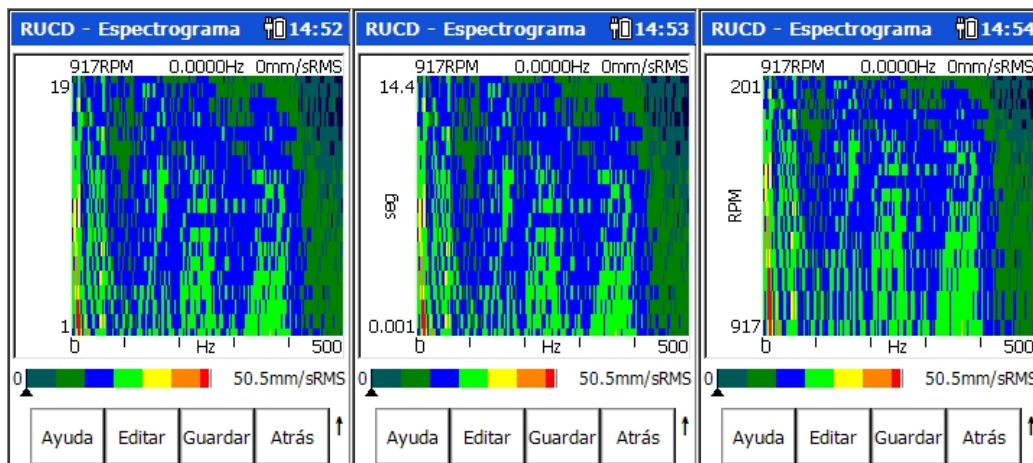 RUCD - Espectrograma 14:52
917RPM 0.0000Hz 0mm/sRMS
19
1
0 Hz 500
0 50.5mm/sRMS
Ayuda Editar Guardar Atrás
RUCD - Espectrograma 14:53
917RPM 0.0000Hz 0mm/sRMS
14.4
seg
0.001
0 Hz 500
0 50.5mm/sRMS
Ayuda Editar Guardar Atrás
RUCD - Espectrograma 14:54
917RPM 0.0000Hz 0mm/sRMS
201
RPM
917
0 Hz 500
0 50.5mm/sRMS
Ayuda Editar Guardar Atrás